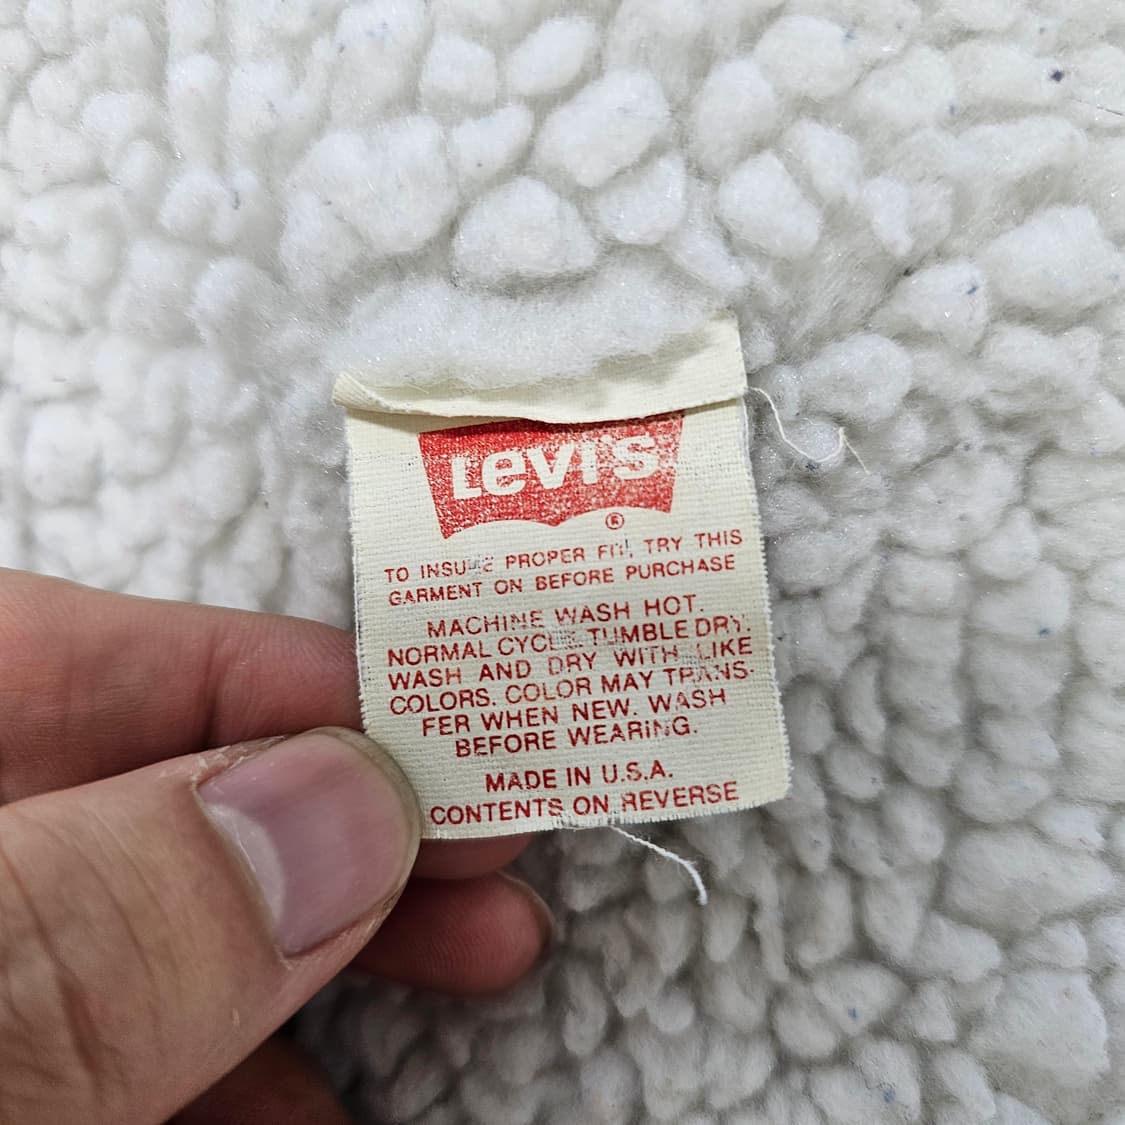 Levi's
®
TO INSURE PROPER FIT, TRY THIS
GARMENT ON BEFORE PURCHASE
MACHINE WASH HOT.
NORMAL CYCLE. TUMBLE DRY.
WASH AND DRY WITH LIKE
COLORS. COLOR MAY TRANS-
FER WHEN NEW. WASH
BEFORE WEARING.
MADE IN U.S.A.
CONTENTS ON REVERSE